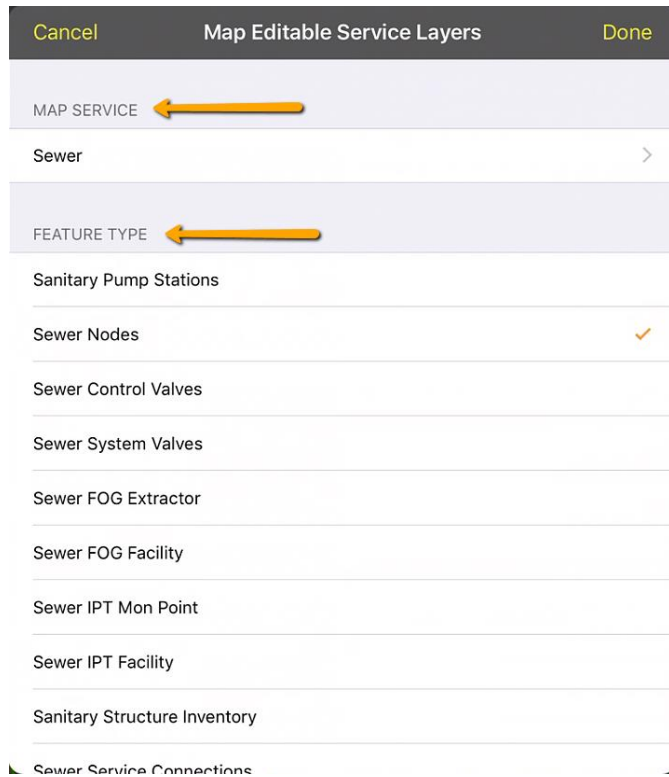 Cancel Map Editable Service Layers Done
MAP SERVICE
Sewer
FEATURE TYPE
Sanitary Pump Stations
Sewer Nodes
Sewer Control Valves
Sewer System Valves
Sewer FOG Extractor
Sewer FOG Facility
Sewer IPT Mon Point
Sewer IPT Facility
Sanitary Structure Inventory
Sewer Service Connections